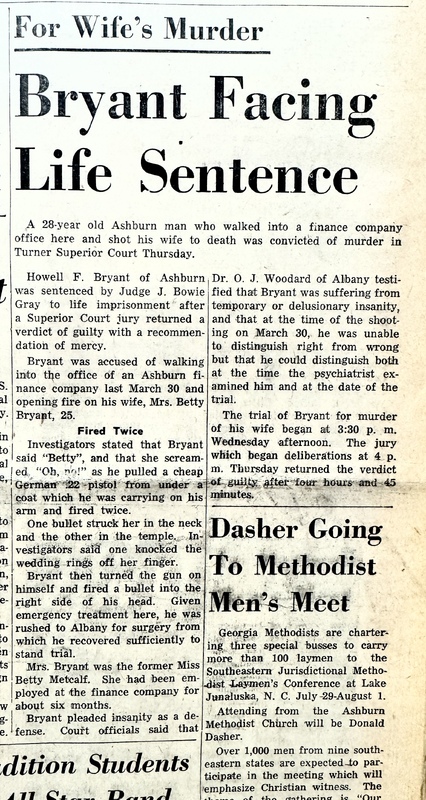 For Wife's Murder
Bryant Facing
Life Sentence
A 28-year old Ashburn man who walked into a finance company
office here and shot his wife to death was convicted of murder in
Turner Superior Court Thursday.
Howell F. Bryant of Ashburn
was sentenced by Judge J. Bowie
Gray to life imprisonment after
a Superior Court jury returned a
verdict of guilty with a recommen-
dation of mercy.
Bryant was accused of walking
into the office of an Ashburn fi-
nance company last March 30 and
opening fire on his wife, Mrs. Betty
Bryant, 25.
Fired Twice
Investigators stated that Bryant
said "Betty", and that she scream-
ed "Oh, no!" as he pulled a cheap
German .22 pistol from under a
coat which he was carrying on his
arm and fired twice.
One bullet struck her in the neck
and the other in the temple. In-
vestigators said one knocked the
wedding rings off her finger.
Bryant then turned the gun on
himself and fired a bullet into the
right side of his head. Given
emergency treatment here, he was
rushed to Albany for surgery from
which he recovered sufficiently to
stand trial.
Mrs. Bryant was the former Miss
Betty Metcalf. She had been em-
ployed at the finance company for
about six months.
Bryant pleaded insanity as a de-
fense. Court officials said that
Dr. O. J. Woodard of Albany testi-
fied that Bryant was suffering from
temporary or delusionary insanity,
and that at the time of the shoot-
ing on March 30, he was unable
to distinguish right from wrong
but that he could distinguish both
at the time the psychiatrist ex-
amined him and at the date of the
trial.
The trial of Bryant for murder
of his wife began at 3:30 p. m.
Wednesday afternoon. The jury
which began deliberations at 4 p.
m. Thursday returned the verdict
of guilty after four hours and 45
minutes.
Dasher Going
To Methodist
Men's Meet
Georgia Methodists are charter-
ing three special busses to carry
more than 100 laymen to the
Southeastern Jurisdictional Metho-
dist Laymen's Conference at Lake
Junaluska, N. C. July 29-August 1.
Attending from the Ashburn
Methodist Church will be Donald
Dasher.
Over 1,000 men from nine south-
eastern states are expected to par-
ticipate in the meeting which will
emphasize Christian witness. The
theme of the gathering is "Our
dition Students
All-Star Band